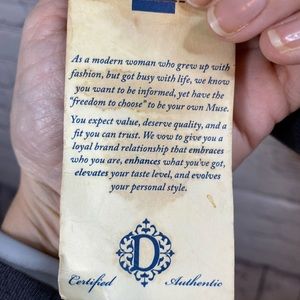 As a modern woman who grew up with
fashion, but got busy with life, we know
you want to be informed, yet have the
"freedom to choose" to be your own Muse.
You expect value, deserve quality, and a
fit you can trust. We vow to give you a
loyal brand relationship that embraces
who you are, enhances what you've got,
elevates your taste level, and evolves
your personal style.
D
Certified Authentic